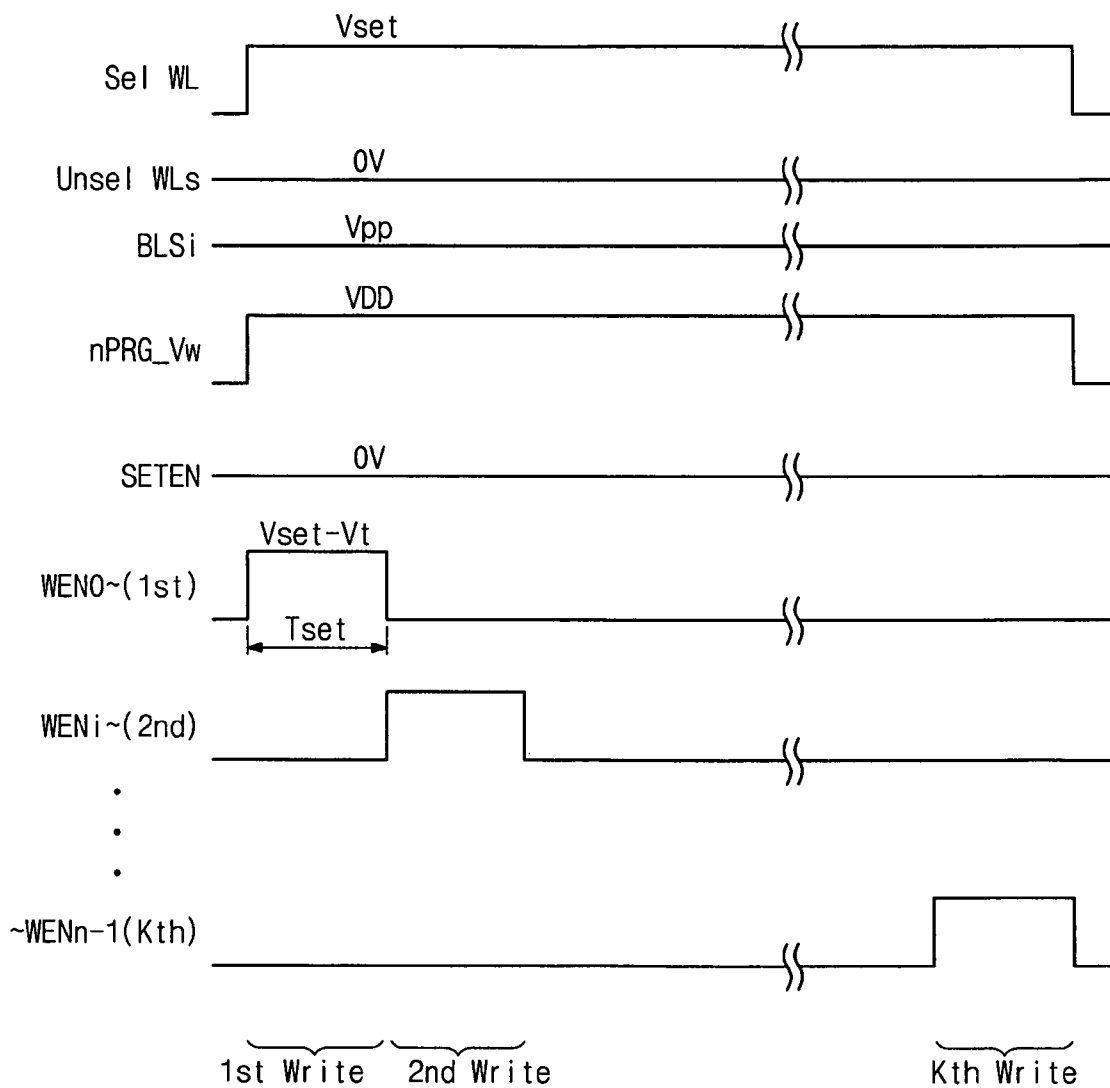 Vset
Sel WL
0V
Unsel WLs
Vpp
BLSi
VDD
nPRG_Vw
0V
SETEN
Vset-Vt
WEN0~(1st)
Tset
WENi~(2nd)
~WENn-1(Kth)
1st Write 2nd Write Kth Write